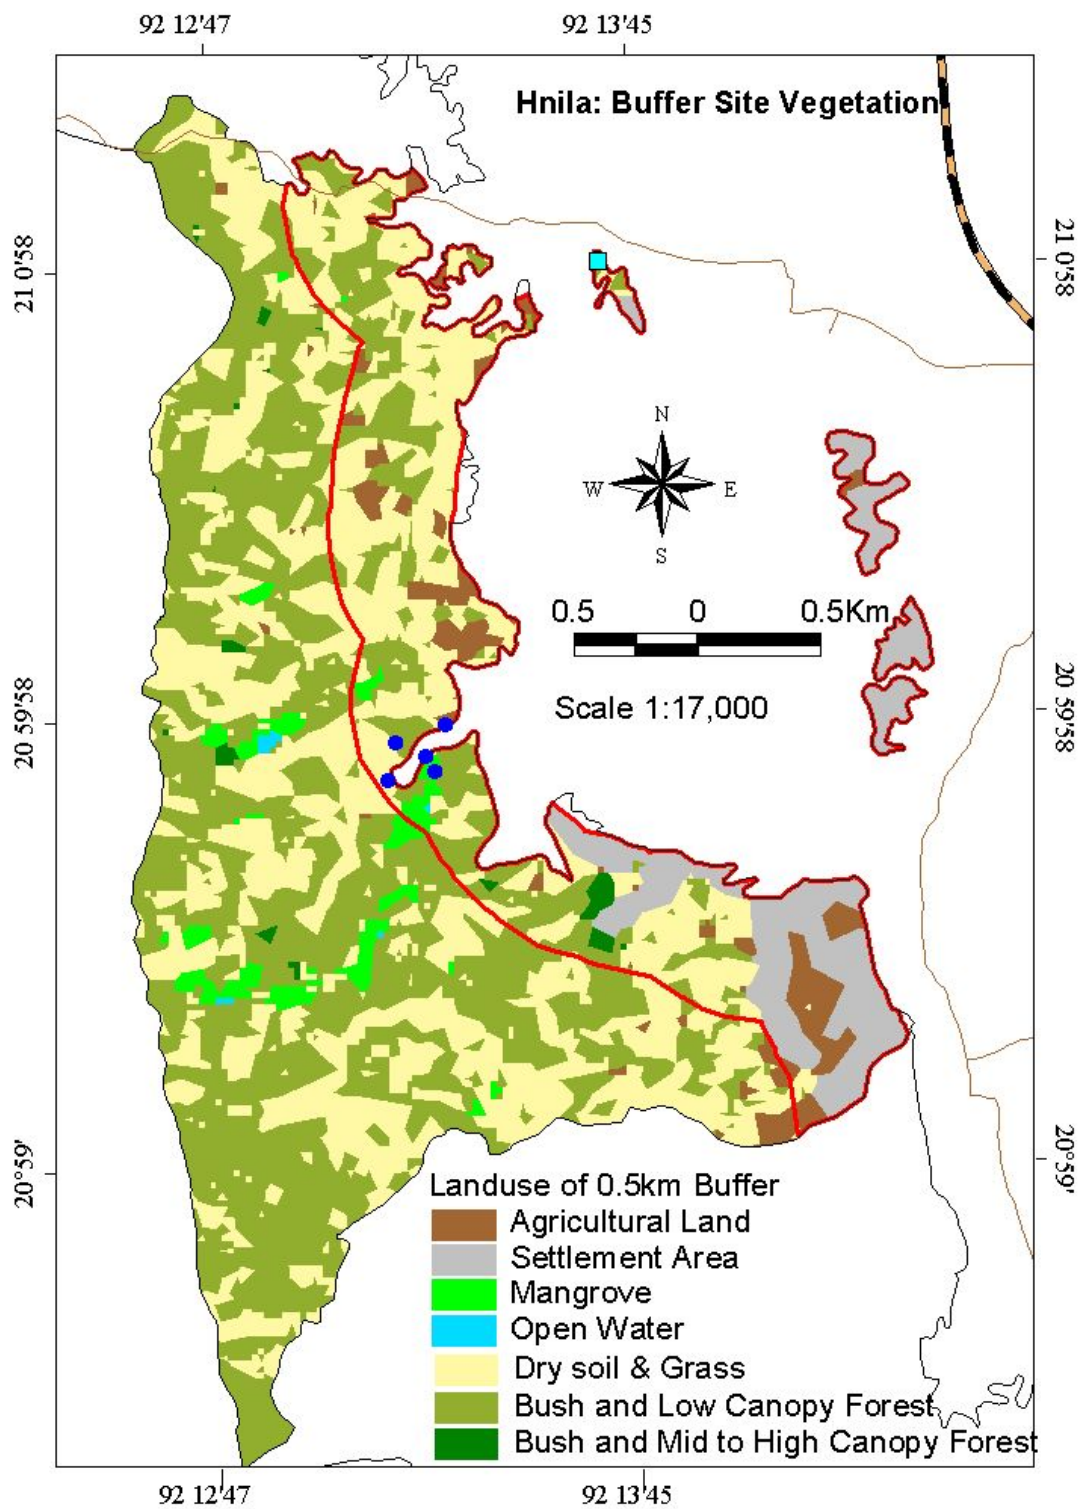 92 12'47 92 13'45
Hnila: Buffer Site Vegetation
21 0'58 21 0'58
N
W E
S
0.5 0 0.5Km
Scale 1:17,000
20 59'58 20 59'58
20°59' 20°59'
Landuse of 0.5km Buffer
Agricultural Land
Settlement Area
Mangrove
Open Water
Dry soil & Grass
Bush and Low Canopy Forest
Bush and Mid to High Canopy Forest
92 12'47 92 13'45